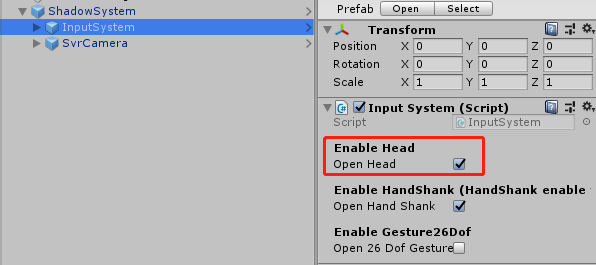 ShadowSystem
InputSystem
SvrCamera
Prefab Open Select
Transform
Position X 0 Y 0 Z 0
Rotation X 0 Y 0 Z 0
Scale X 1 Y 1 Z 1
Input System (Script)
Script InputSystem
Enable Head
Open Head
Enable HandShank (HandShank enable
Open Hand Shank
Enable Gesture26Dof
Open 26 Dof Gesture